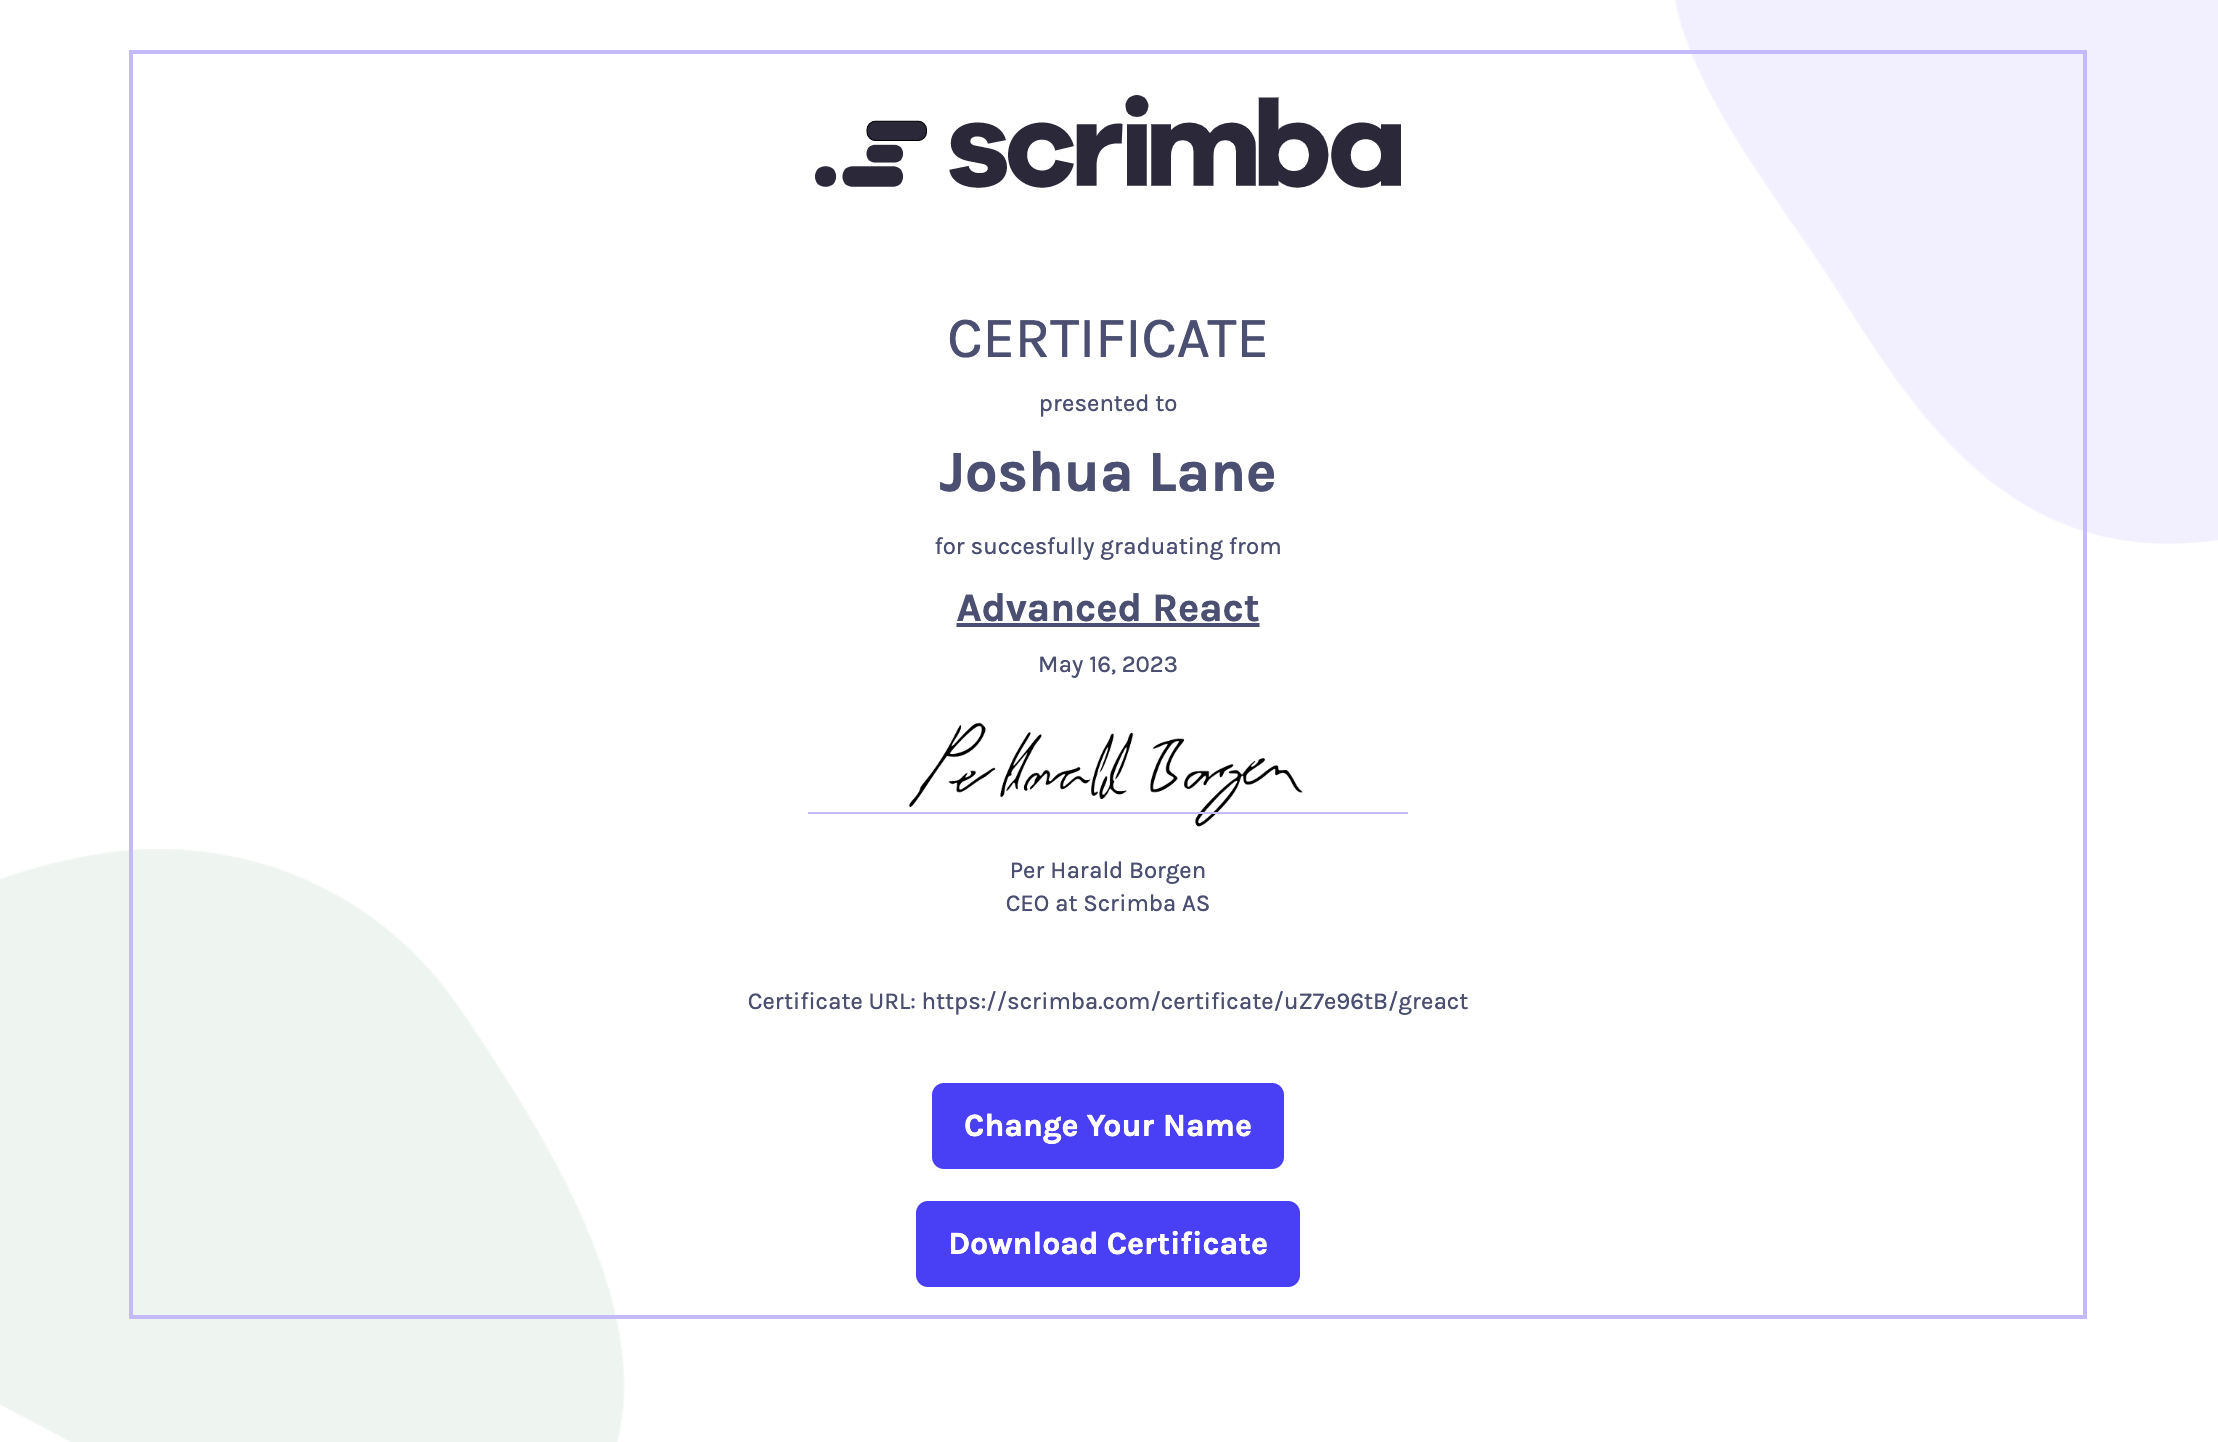 scrimba
CERTIFICATE
presented to
Joshua Lane
for succesfully graduating from
Advanced React
May 16, 2023
Per Harald Borgen
Per Harald Borgen
CEO at Scrimba AS
Certificate URL: https://scrimba.com/certificate/uZ7e96tB/greact
Change Your Name
Download Certificate